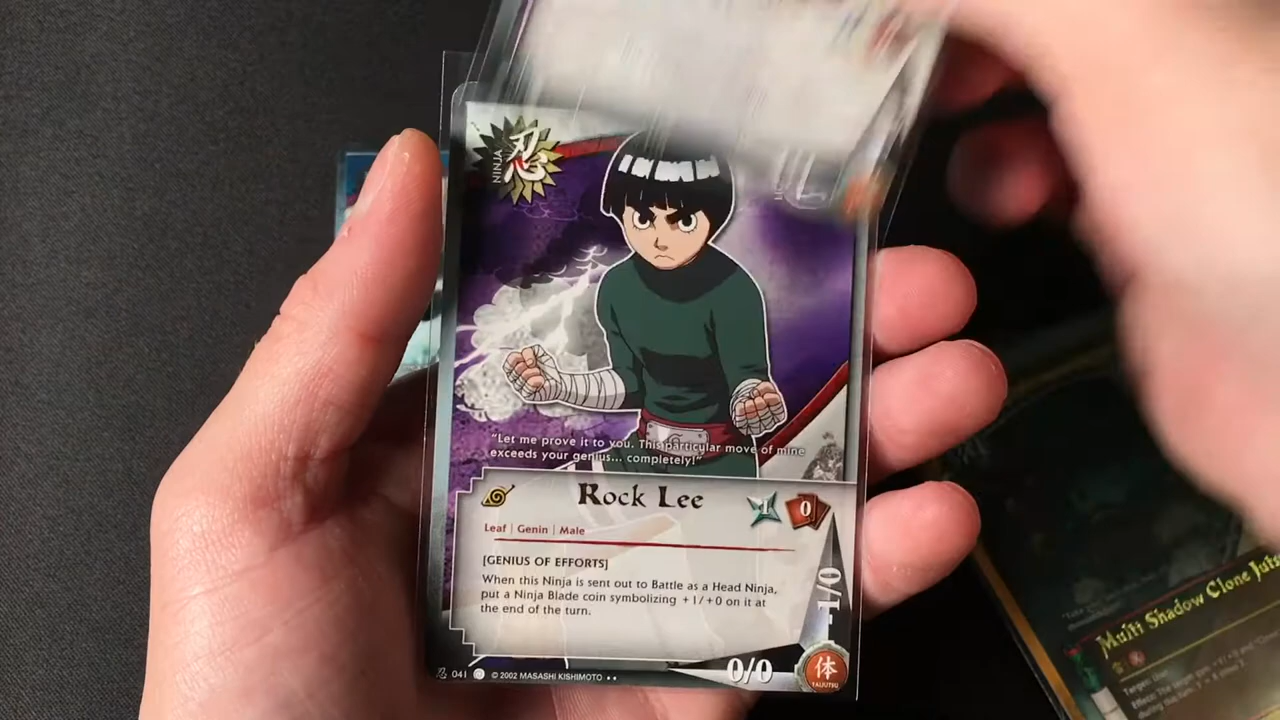 忍
NINJA
"Let me prove it to you. This particular move of mine
exceeds your genius... completely!"
Rock Lee
1
0
Leaf | Genin | Male
[GENIUS OF EFFORTS]
When this Ninja is sent out to Battle as a Head Ninja,
put a Ninja Blade coin symbolizing +1/+0 on it at
the end of the turn.
1/0
0/0
体
TAIJUTSU
041
© 2002 MASASHI KISHIMOTO
Multi Shadow Clone Juts